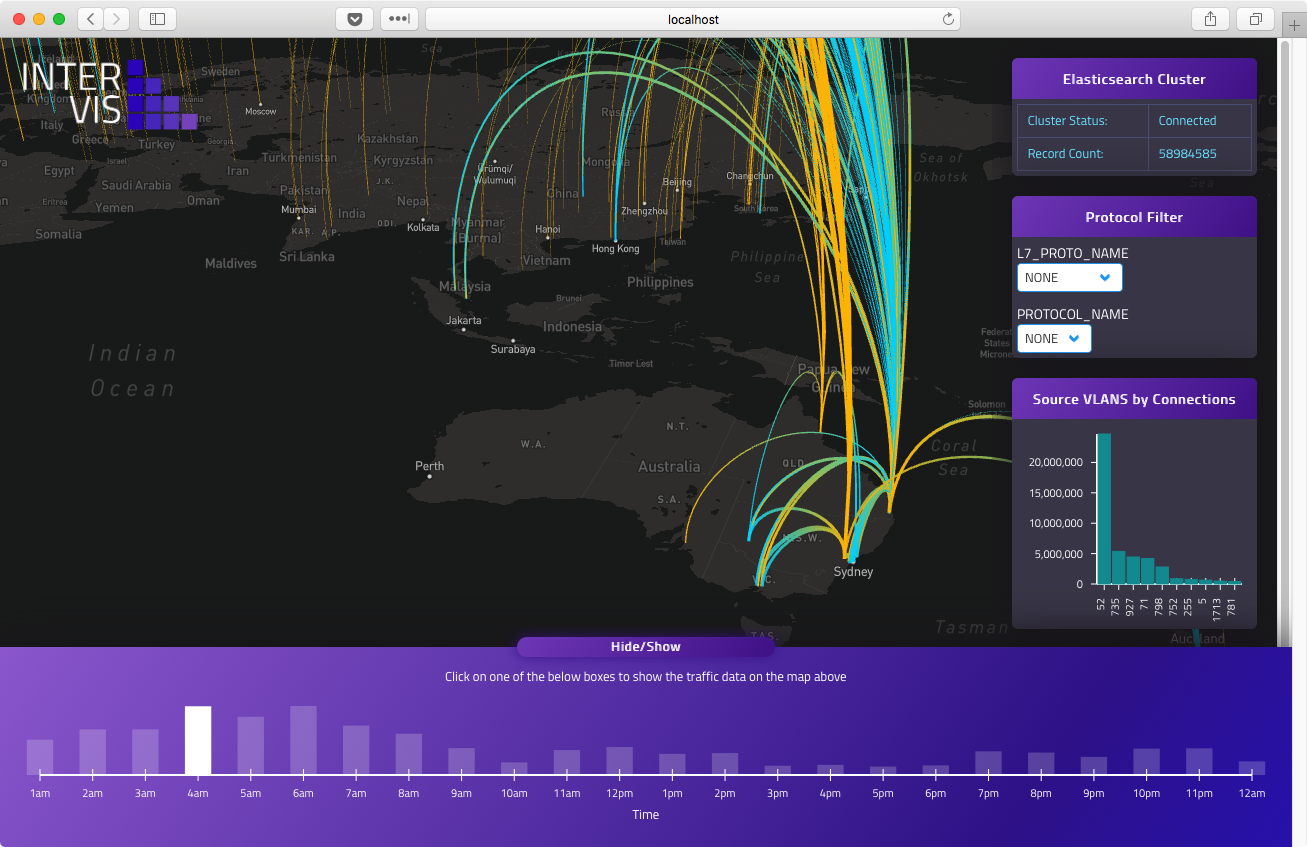 localhost
INTER
VIS
Sea
Sweden
Moscow
Italy
Greece
Turkey
Georgia
Kazakhstan
Turkmenistan
Kyrgyzstan
Israel
Iran
Egypt
Saudi Arabia
Pakistan
J.K.
Ürümqi/
Wulumuqi
Mongolia
China
Beijing
Changchun
Sea of
Okhotsk
Eritrea
Yemen
Oman
Mumbai
India
Nepal
Kolkata
KAR.
A.P.
ODI.
Myanmar
(Burma)
Zhengzhou
South Korea
Somalia
Hanoi
Hong Kong
Taiwan
Maldives
Sri Lanka
Vietnam
Philippine
Sea
Malaysia
Philippines
Brunei
Jakarta
Indonesia
Surabaya
Timor Lest
Indian
Ocean
Papua New
Guinea
Solomon
N.T.
W.A.
Perth
Australia
QLD.
S.A.
Coral
Sea
N.S.W.
Sydney
TAS.
Tasman
Auckland
Elasticsearch Cluster
Cluster Status: Connected
Record Count: 58984585
Protocol Filter
L7_PROTO_NAME
NONE
PROTOCOL_NAME
NONE
Source VLANS by Connections
20,000,000
15,000,000
10,000,000
5,000,000
0
52 735 927 71 798 752 255 5 1713 781
Hide/Show
Click on one of the below boxes to show the traffic data on the map above
1am 2am 3am 4am 5am 6am 7am 8am 9am 10am 11am 12pm 1pm 2pm 3pm 4pm 5pm 6pm 7pm 8pm 9pm 10pm 11pm 12am
Time